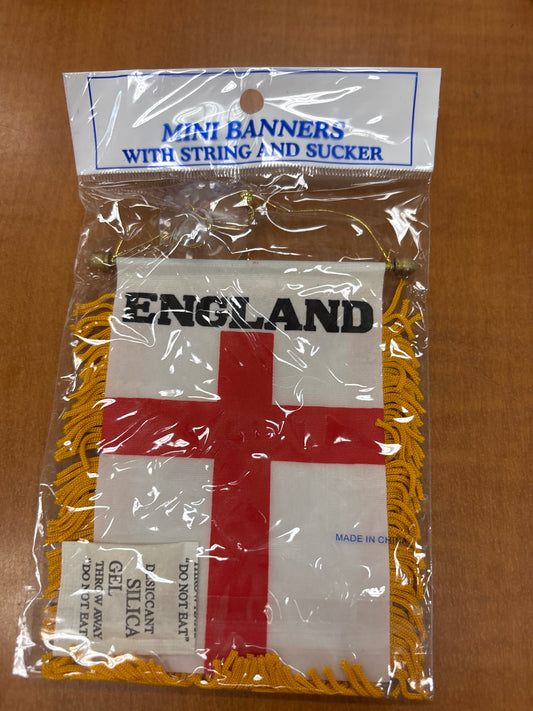 MINI BANNERS
WITH STRING AND SUCKER
ENGLAND
MADE IN CHINA
"DO NOT EAT"
DESICCANT
SILICA
GEL
THROW AWAY
"DO NOT EAT"